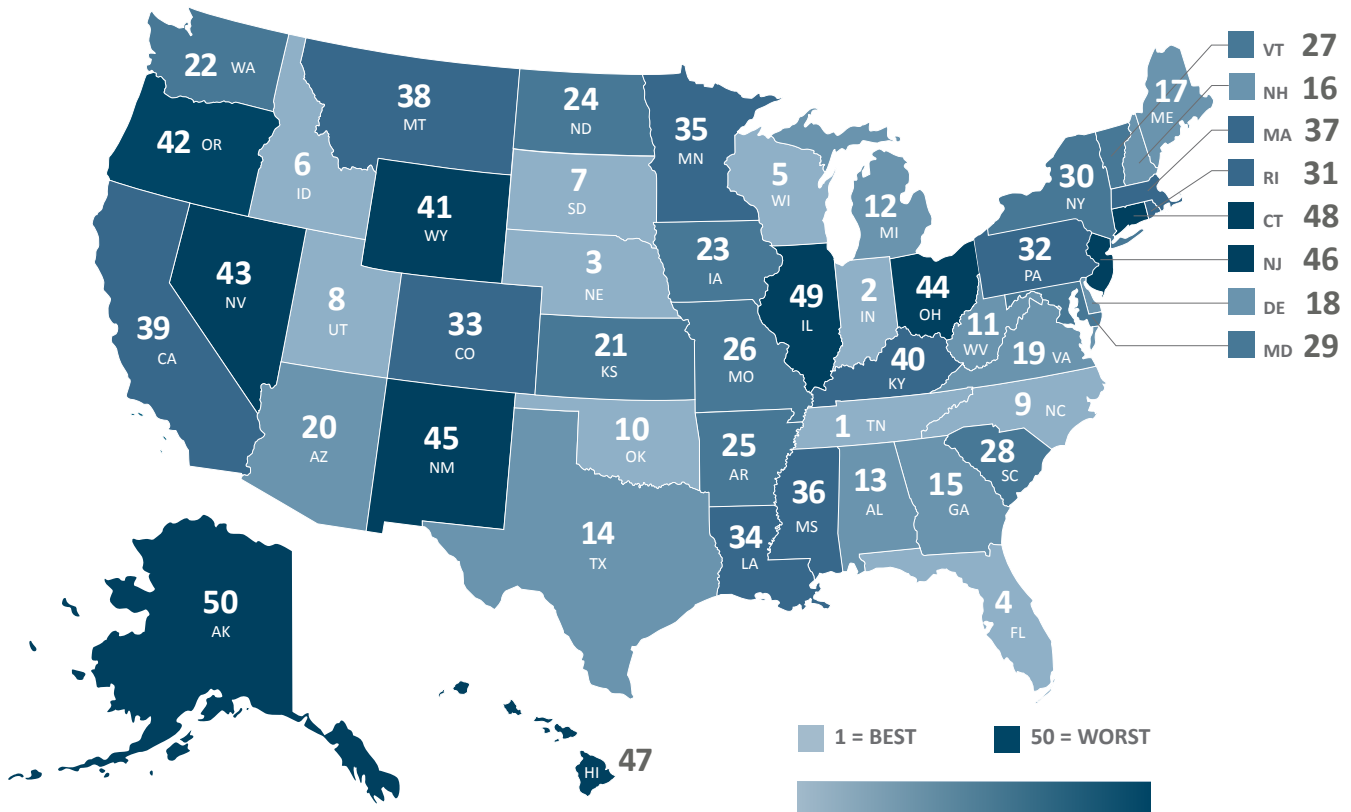 22 WA
42 OR
6
ID
38
MT
24
ND
35
MN
7
SD
5
WI
12
MI
41
WY
43
NV
8
UT
39
CA
33
CO
3
NE
23
IA
21
KS
26
MO
49
IL
2
IN
44
OH
40
KY
11
WV
19 VA
32
PA
30
NY
17
ME
VT 27
NH 16
MA 37
RI 31
CT 48
NJ 46
DE 18
MD 29
20
AZ
45
NM
10
OK
25
AR
1 TN
9 NC
28
SC
14
TX
34
LA
36
MS
13
AL
15
GA
4
FL
50
AK
HI 47
1 = BEST
50 = WORST